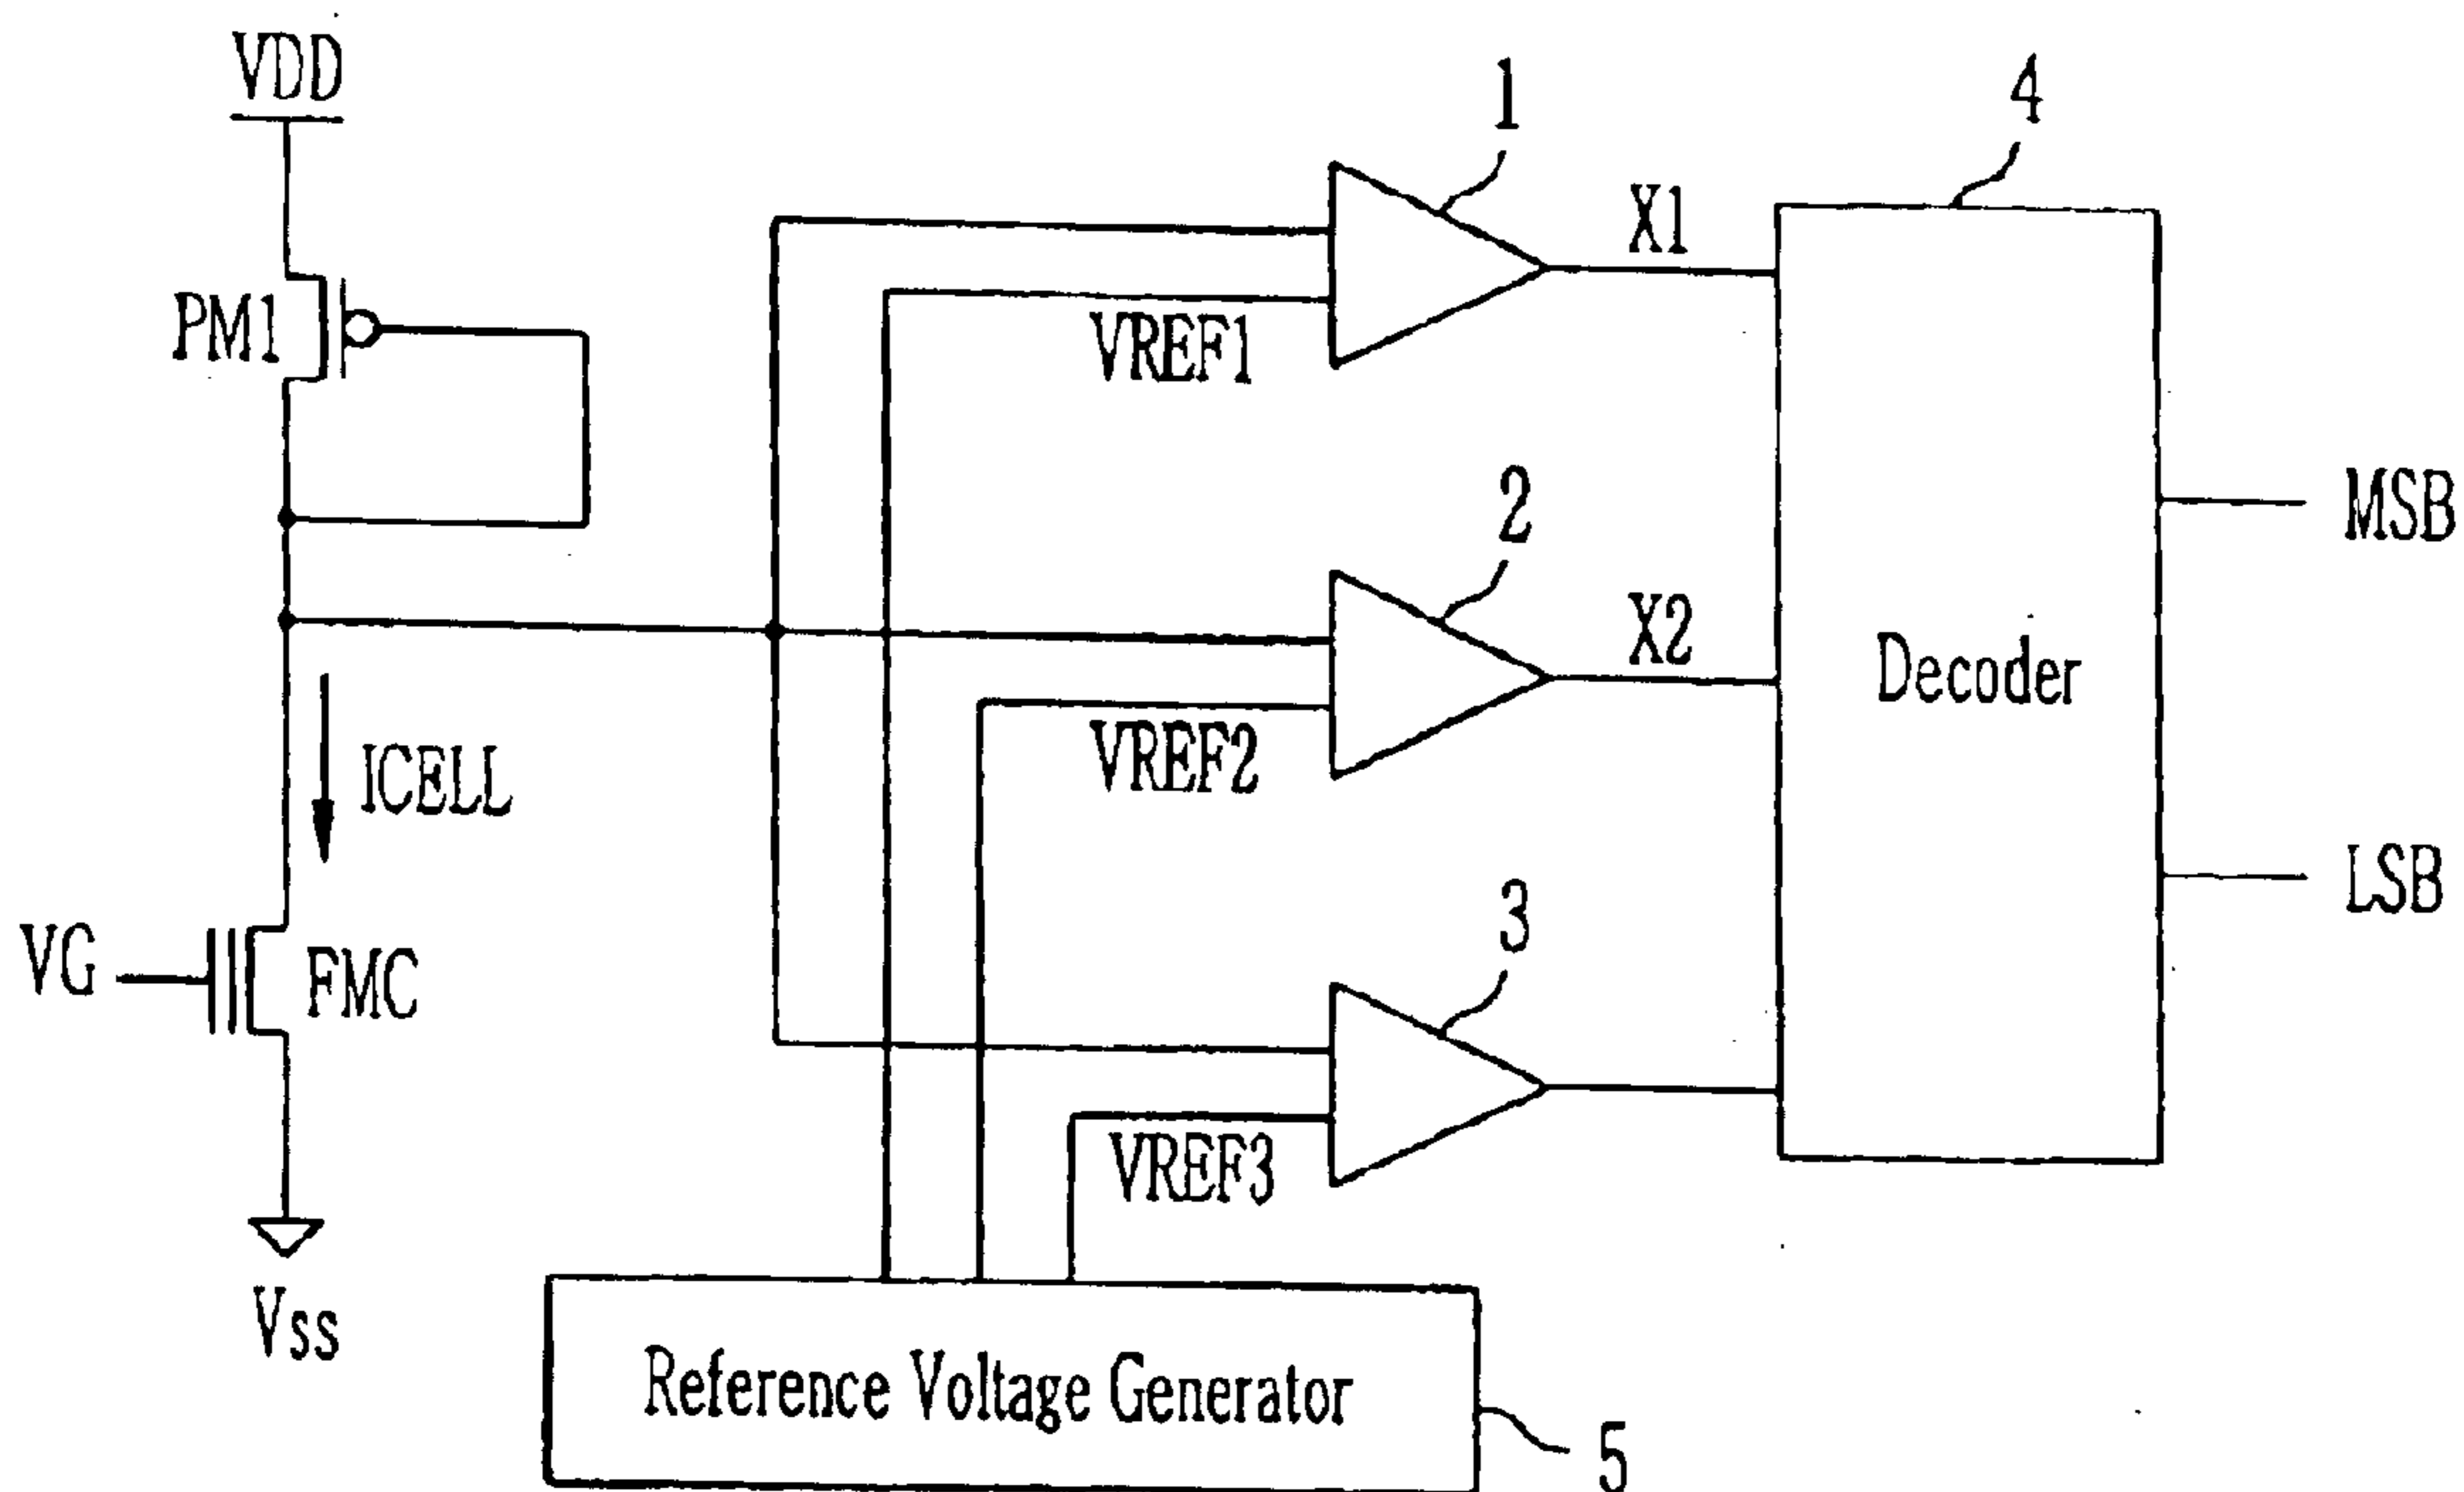 VDD
1
4
X1
PM1
VREF1
2
MSB
X2
Decoder
VREF2
ICELL
3
LSB
VG
FMC
VREF3
Vss
Reference Voltage Generator
5